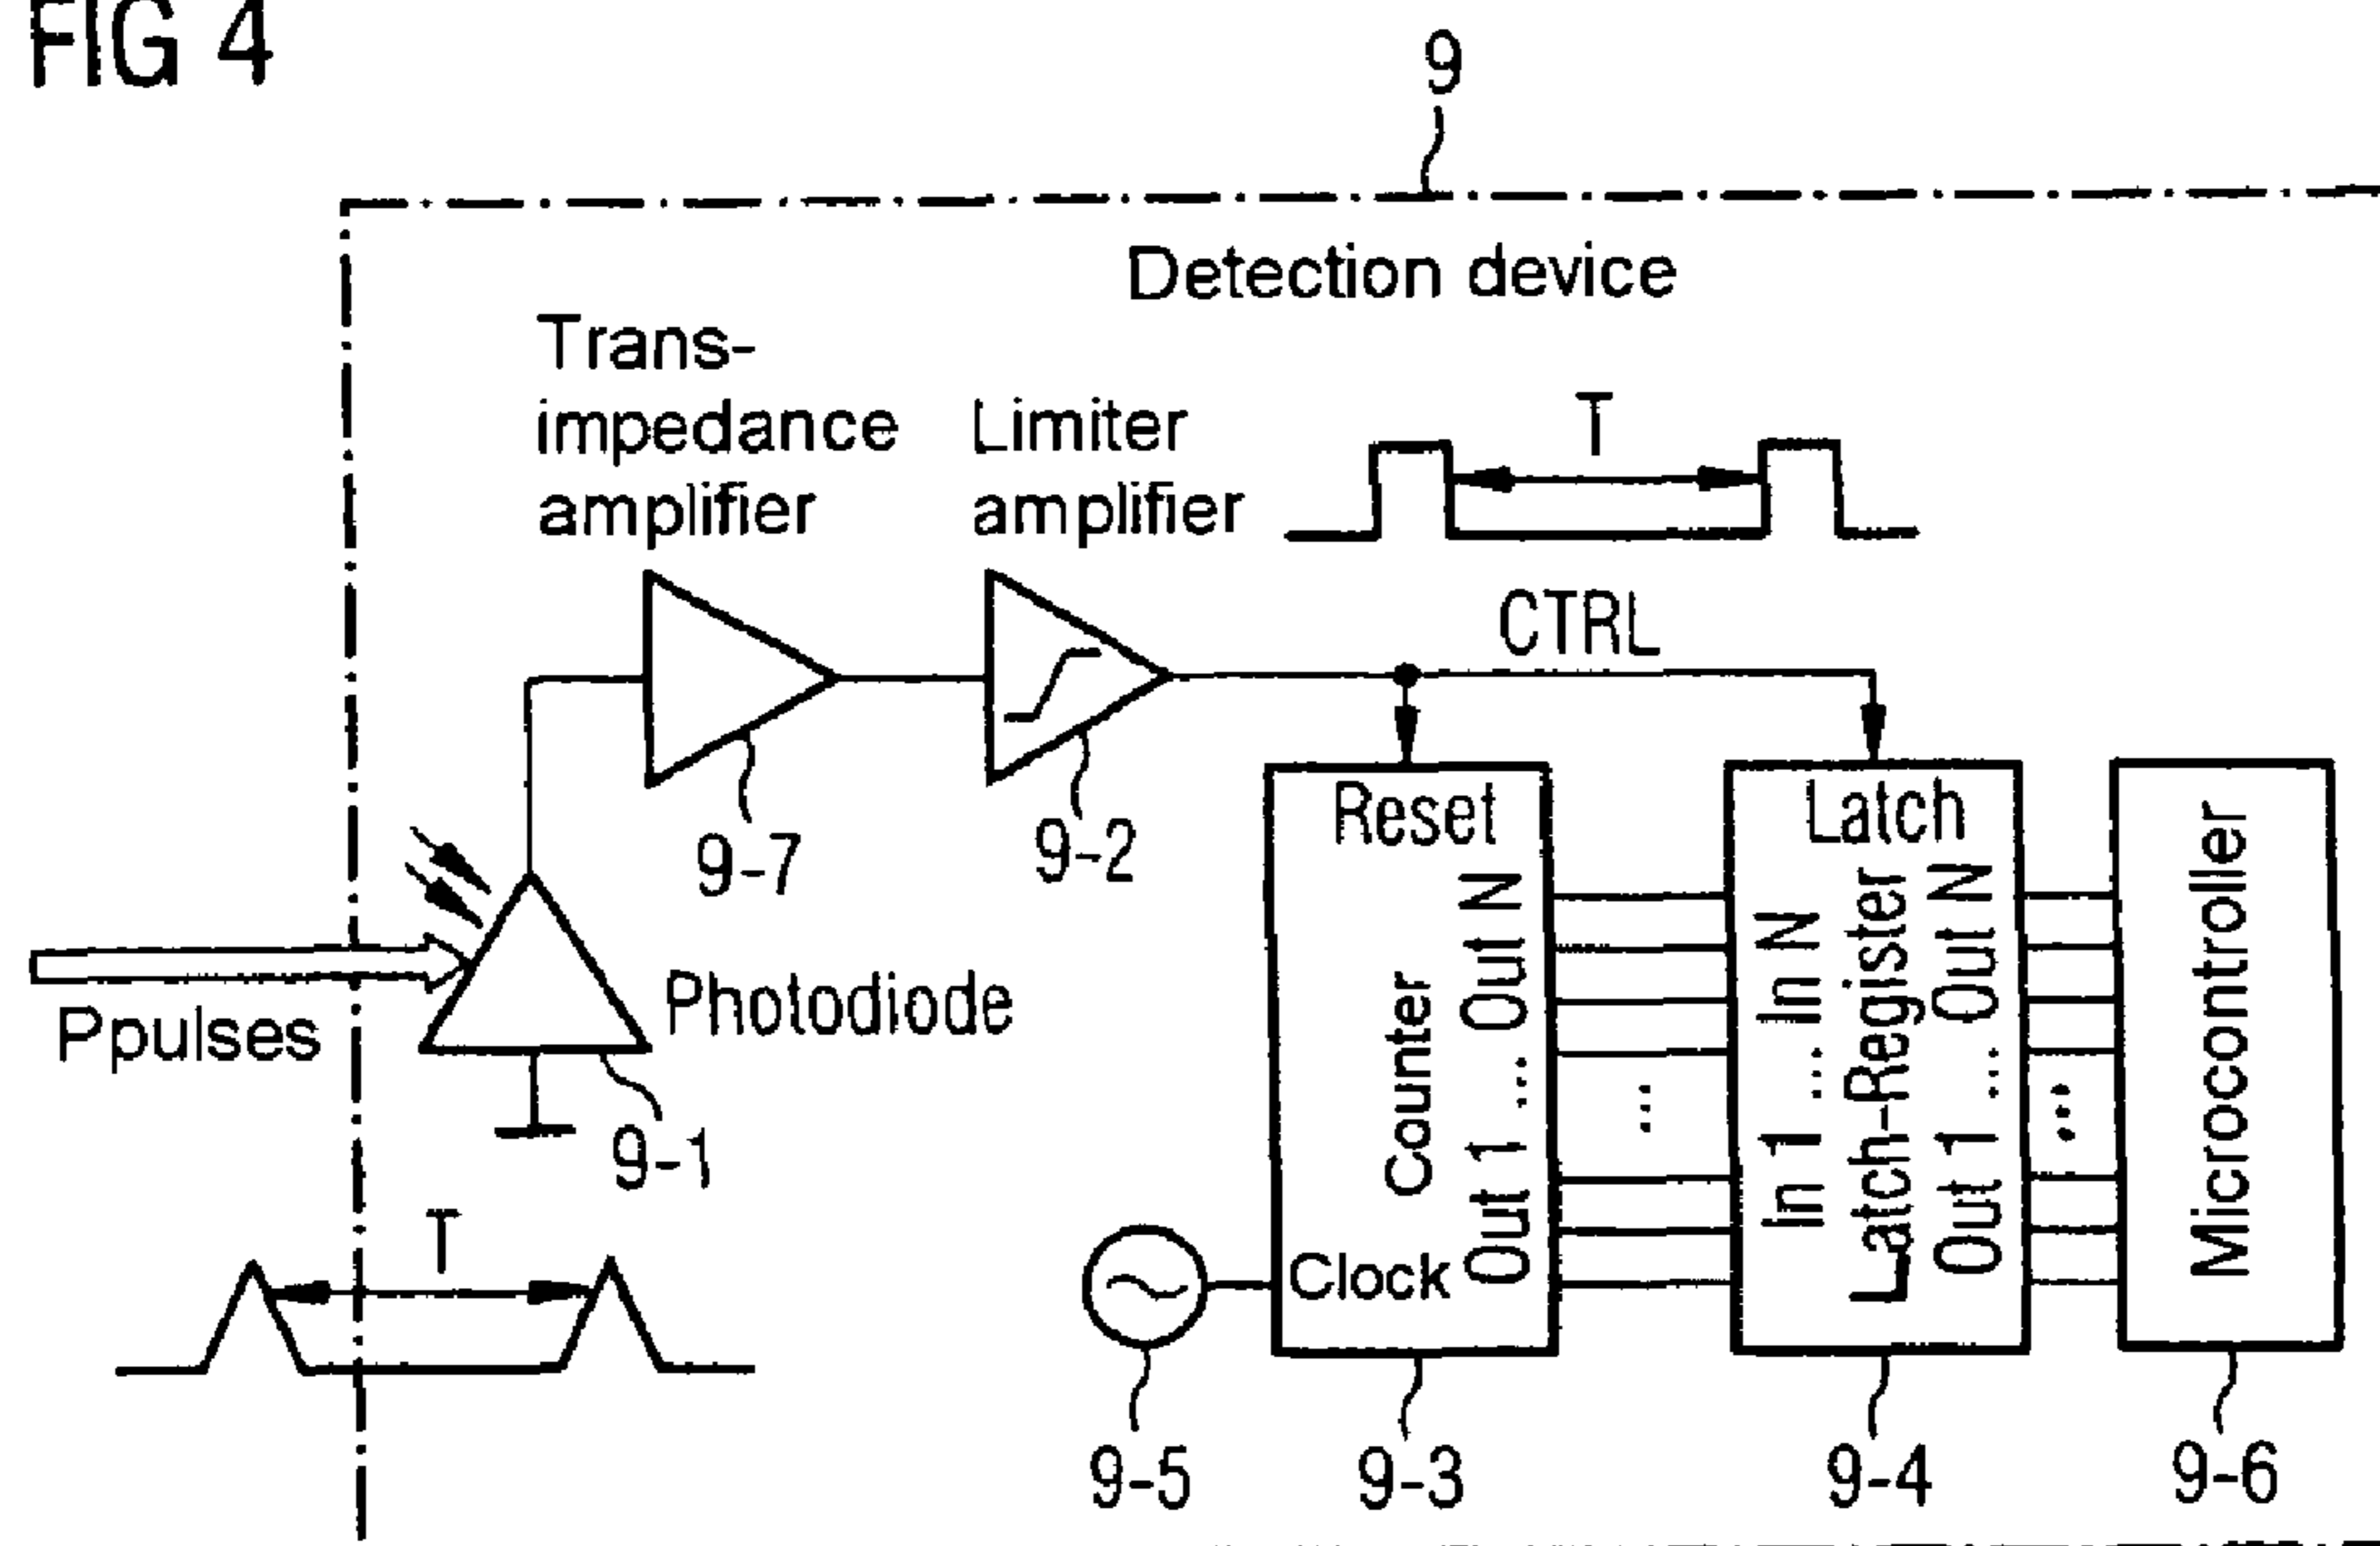 FIG 4
9
Detection device
Trans-
impedance
amplifier
Limiter
amplifier
T
CTRL
9-7
9-2
Reset
Latch
Ppulses
Photodiode
9-1
T
Counter
Out 1 ... Out N
Clock
In 1 ... In N
Latch-Register
Out 1 ... Out N
Microcontroller
...
...
9-5
9-3
9-4
9-6